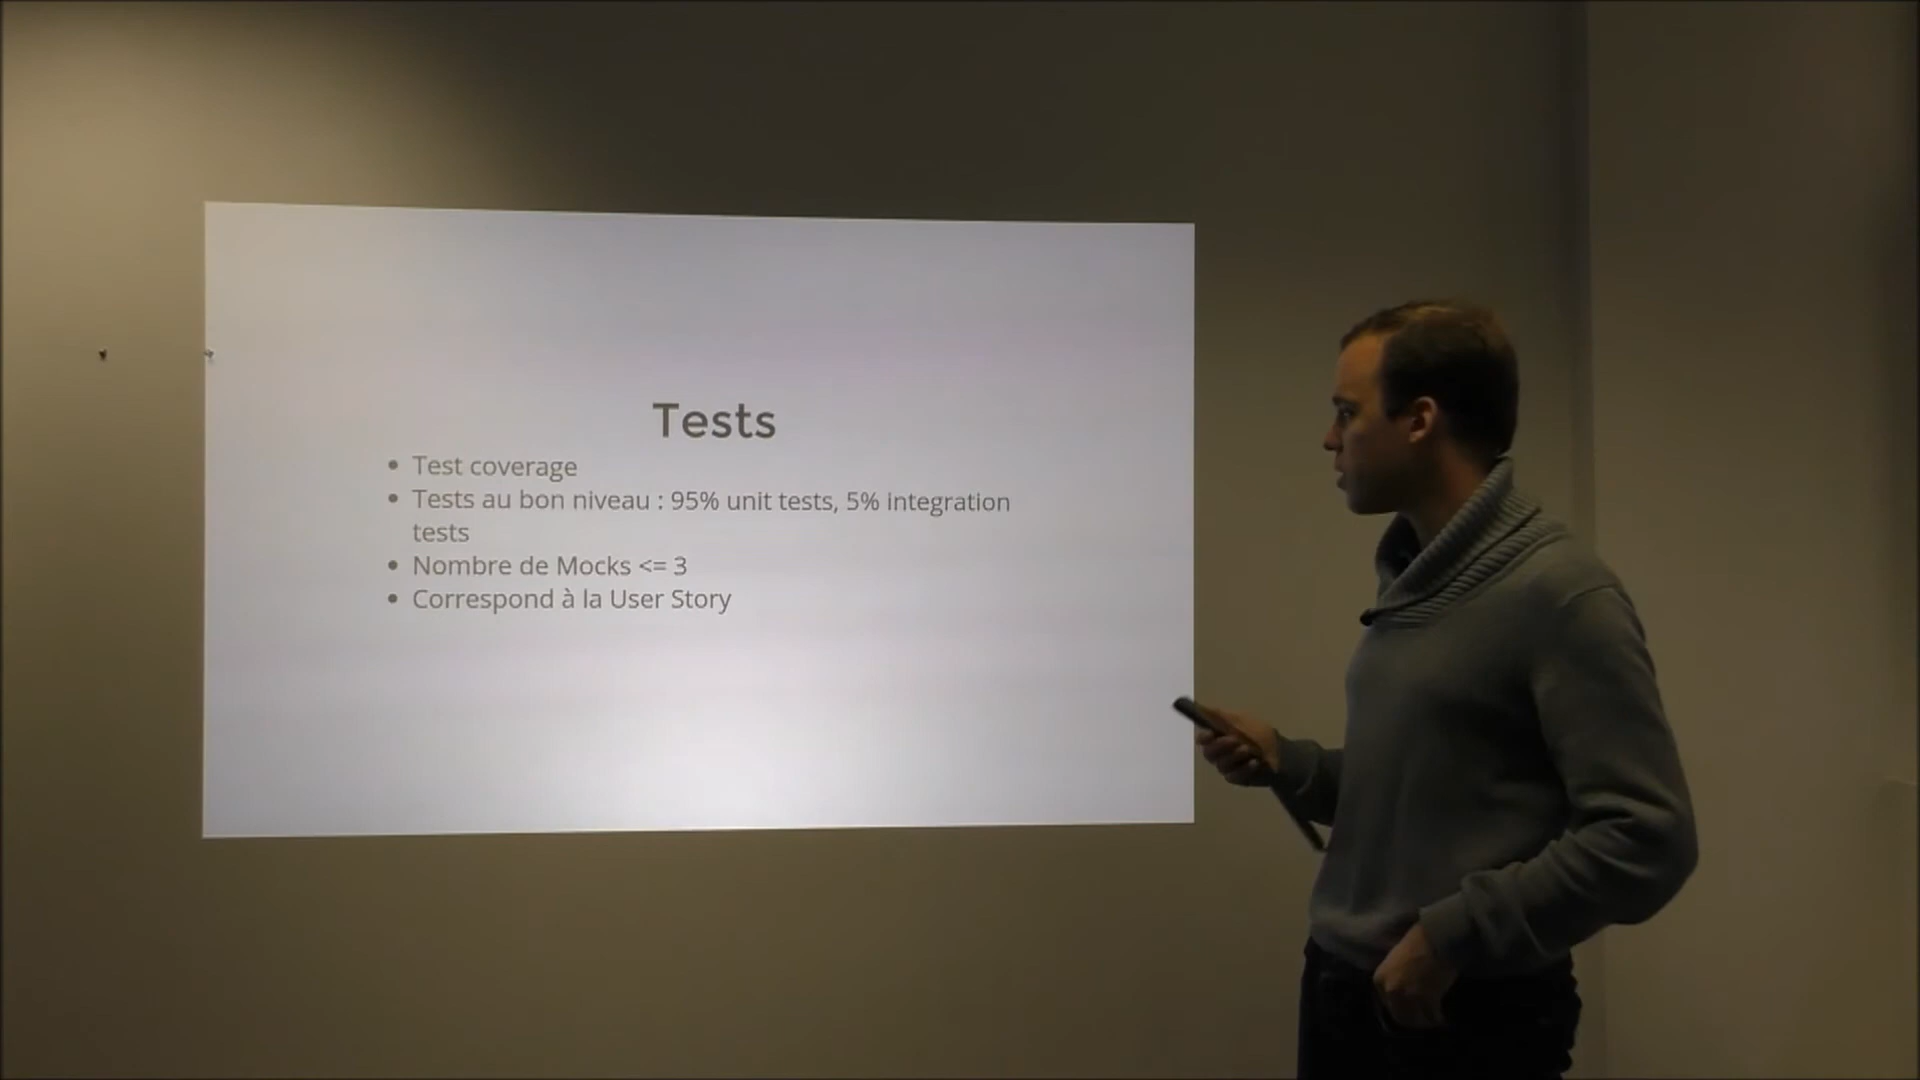 Tests
• Test coverage
• Tests au bon niveau : 95% unit tests, 5% integration
tests
• Nombre de Mocks <= 3
• Correspond à la User Story